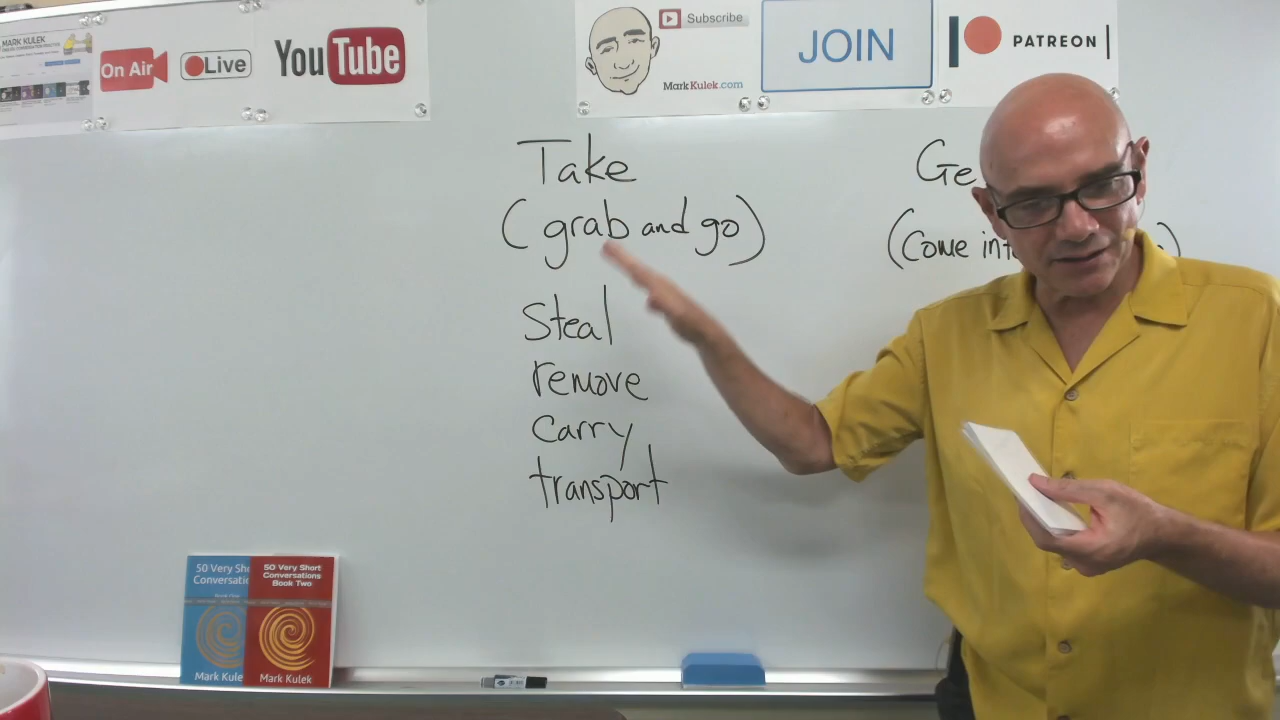 MARK KULEK
On Air
Live
YouTube
Subscribe
MarkKulek.com
JOIN
PATREON
Take
(grab and go)
Steal
remove
carry
transport
Ge
(Come int
50 Very Sho
Conversatio
50 Very Short
Conversations
Book Two
Mark Kule
Mark Kulek